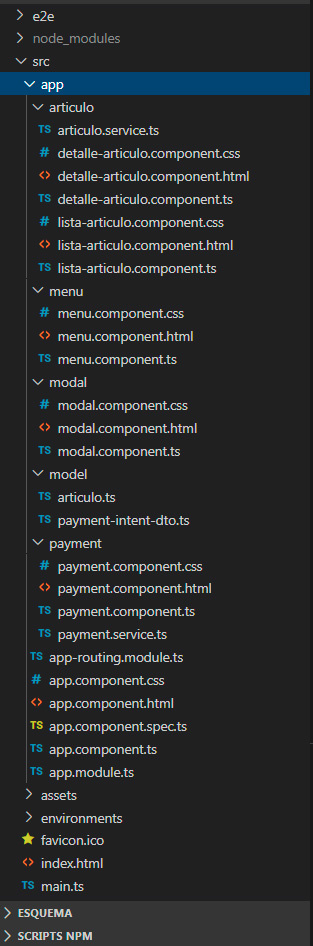 e2e
node_modules
src
app
articulo
TS articulo.service.ts
# detalle-articulo.component.css
<> detalle-articulo.component.html
TS detalle-articulo.component.ts
# lista-articulo.component.css
<> lista-articulo.component.html
TS lista-articulo.component.ts
menu
# menu.component.css
<> menu.component.html
TS menu.component.ts
modal
# modal.component.css
<> modal.component.html
TS modal.component.ts
model
TS articulo.ts
TS payment-intent-dto.ts
payment
# payment.component.css
<> payment.component.html
TS payment.component.ts
TS payment.service.ts
TS app-routing.module.ts
# app.component.css
<> app.component.html
TS app.component.spec.ts
TS app.component.ts
TS app.module.ts
assets
environments
favicon.ico
<> index.html
TS main.ts
ESQUEMA
SCRIPTS NPM